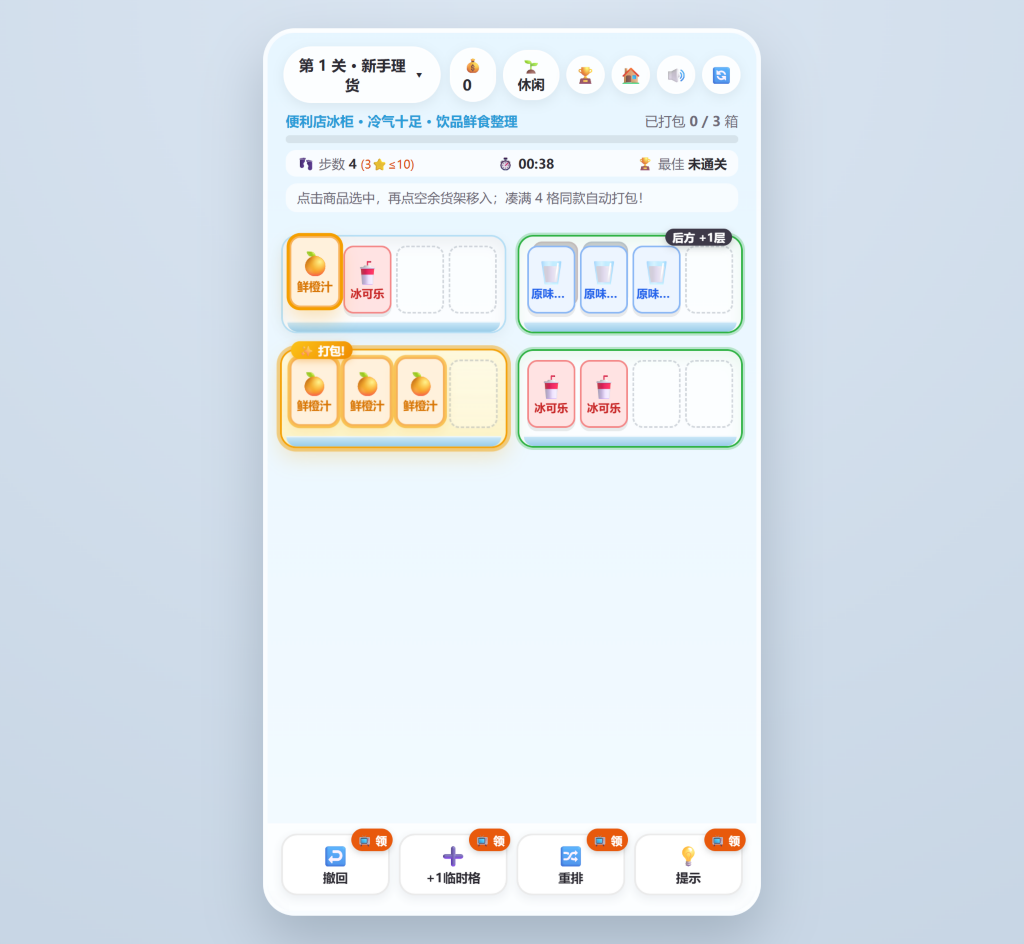 第 1 关 · 新手理
货
▼
0
休闲
便利店冰柜 · 冷气十足 · 饮品鲜食整理
已打包 0 / 3 箱
步数 4 (3⭐≤10)
00:38
最佳 未通关
点击商品选中，再点空余货架移入；凑满 4 格同款自动打包！
鲜橙汁
冰可乐
后方 +1层
原味...
原味...
原味...
打包!
鲜橙汁
鲜橙汁
鲜橙汁
冰可乐
冰可乐
领
撤回
领
+1临时格
领
重排
领
提示